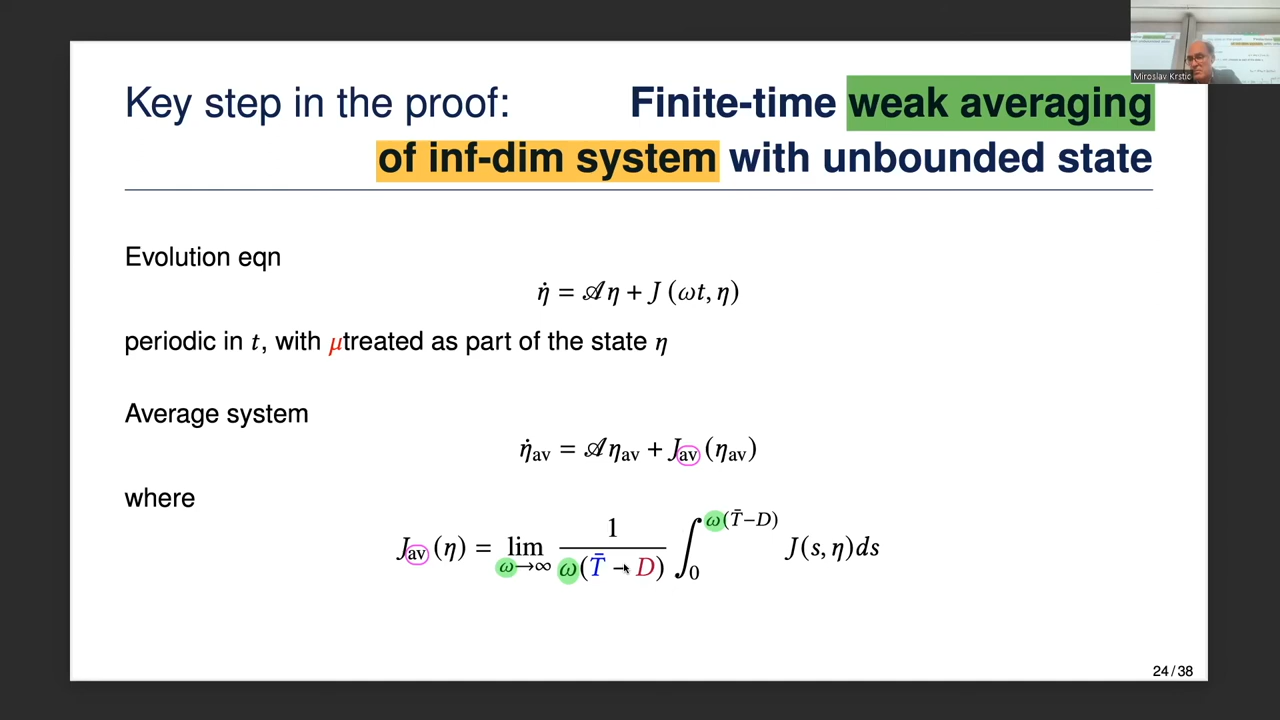 Miroslav Krstic
Key step in the proof: Finite-time weak averaging
of inf-dim system with unbounded state
Evolution eqn
η̇ = 𝒜η + J (ωt, η)
periodic in t, with μtreated as part of the state η
Average system
η̇av = 𝒜ηav + Jav (ηav)
where
Jav (η) = lim ω→∞ 1 / ω(T̄ − D) ∫₀^ω(T̄−D) J(s, η)ds
24 / 38